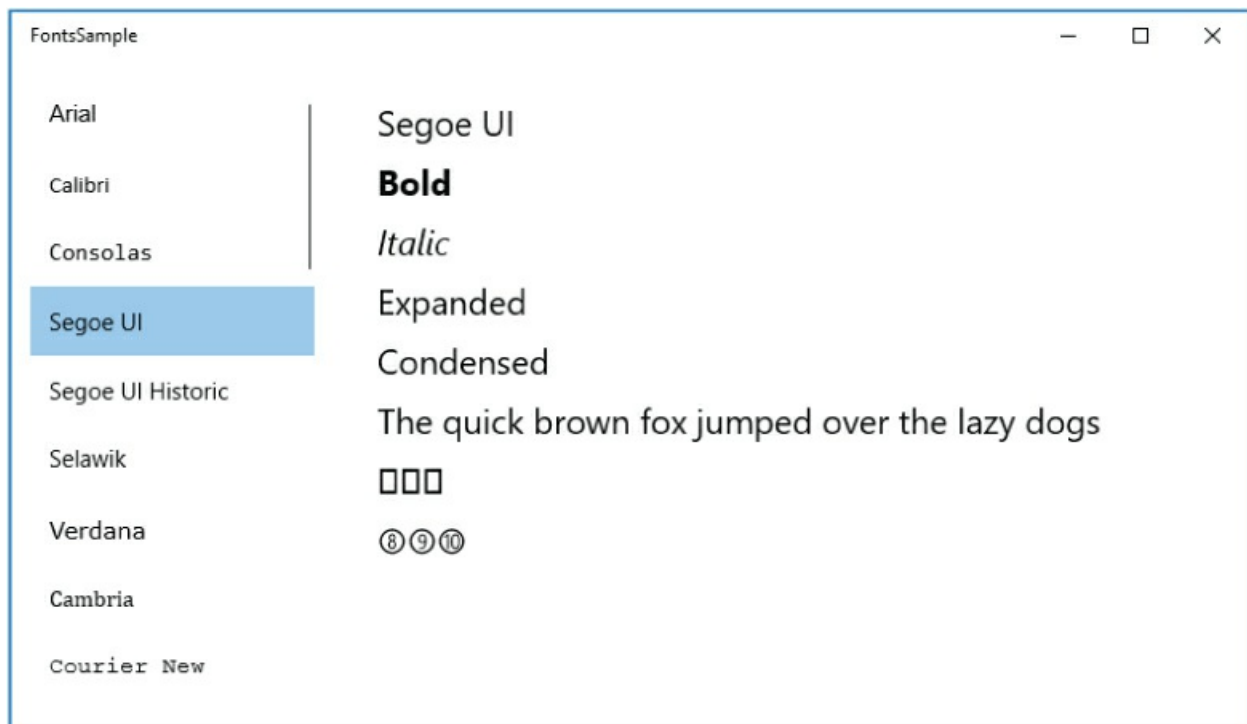 FontsSample
Arial
Calibri
Consolas
Segoe UI
Segoe UI Historic
Selawik
Verdana
Cambria
Courier New
Segoe UI
Bold
Italic
Expanded
Condensed
The quick brown fox jumped over the lazy dogs
▯▯▯
⑧⑨⑩